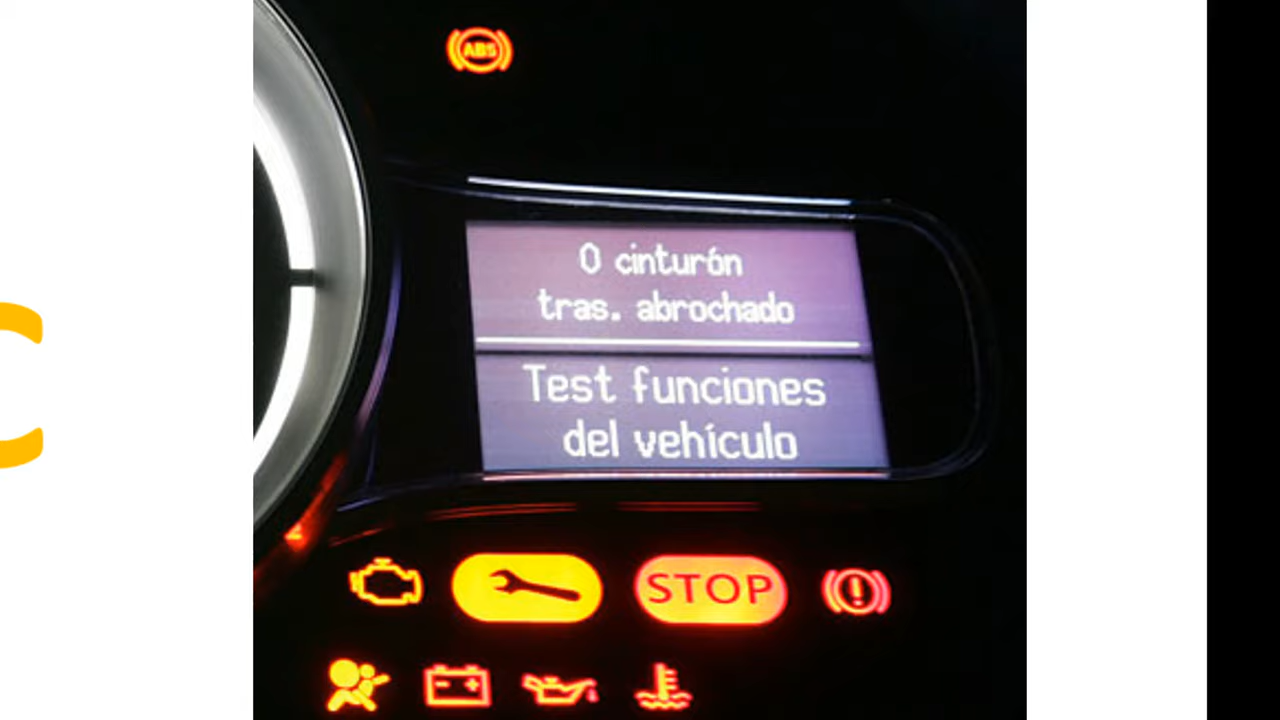 ABS
0 cinturón
tras. abrochado
Test funciones
del vehículo
STOP